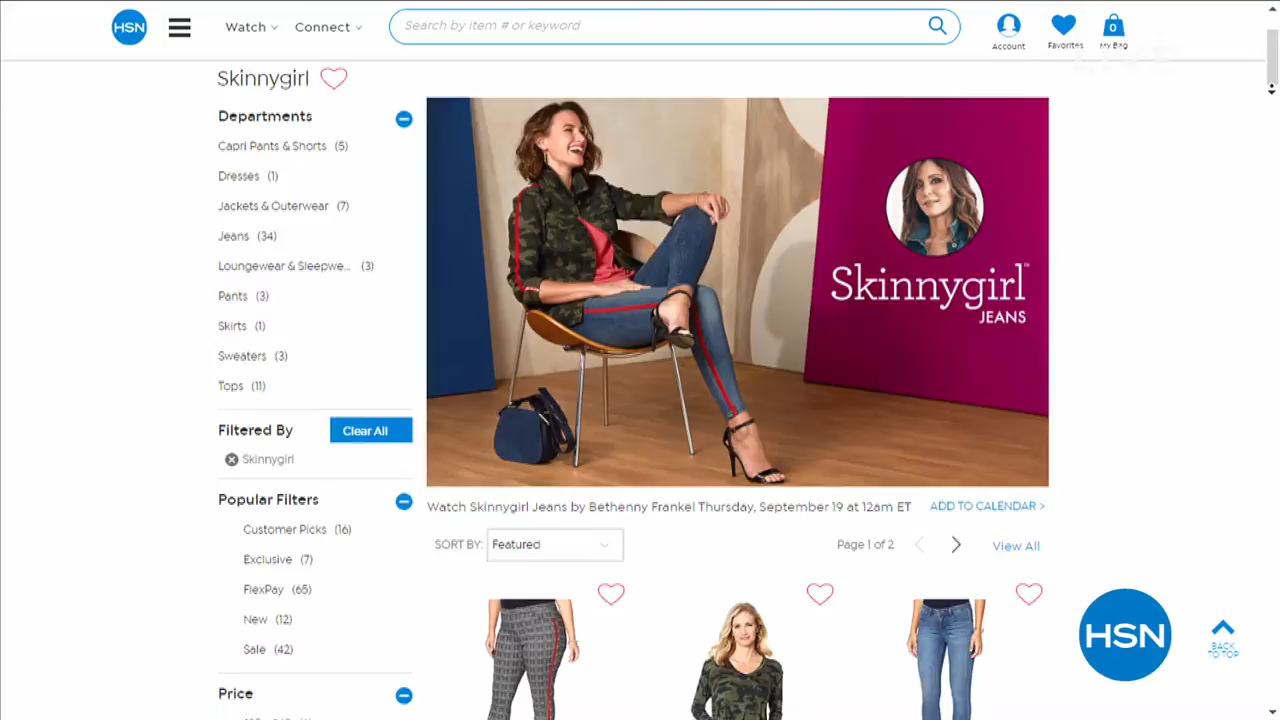 HSN
Watch
Connect
Search by item # or keyword
Account
Favorites
0
My Bag
Skinnygirl
Departments
Capri Pants & Shorts (5)
Dresses (1)
Jackets & Outerwear (7)
Jeans (34)
Loungewear & Sleepwe... (3)
Pants (3)
Skirts (1)
Sweaters (3)
Tops (11)
Filtered By
Clear All
Skinnygirl
Popular Filters
Customer Picks (16)
Exclusive (7)
FlexPay (65)
New (12)
Sale (42)
Price
Skinnygirl™
JEANS
Watch Skinnygirl Jeans by Bethenny Frankel Thursday, September 19 at 12am ET
ADD TO CALENDAR >
SORT BY: Featured
Page 1 of 2
View All
HSN
BACK
TO TOP